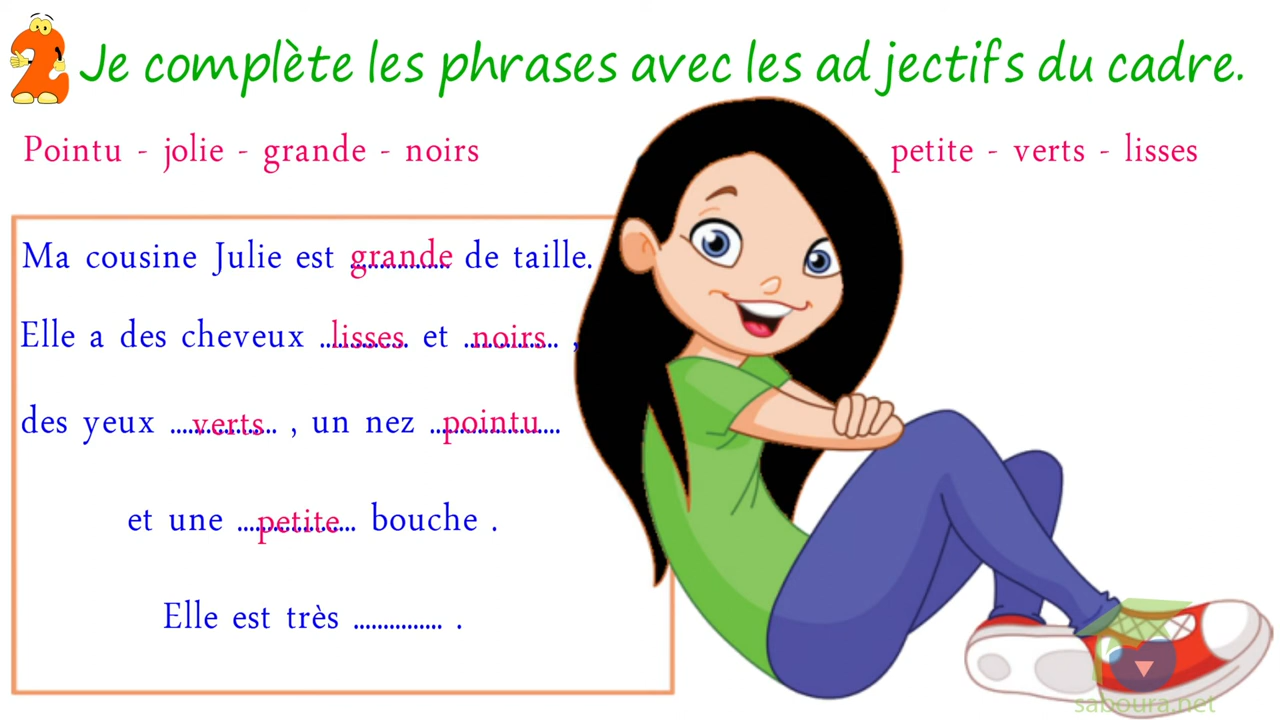 2 Je complète les phrases avec les adjectifs du cadre.
Pointu - jolie - grande - noirs petite - verts - lisses
Ma cousine Julie est grande de taille.
Elle a des cheveux lisses et noirs ,
des yeux verts , un nez pointu
et une petite bouche .
Elle est très ............... .
saboura.net